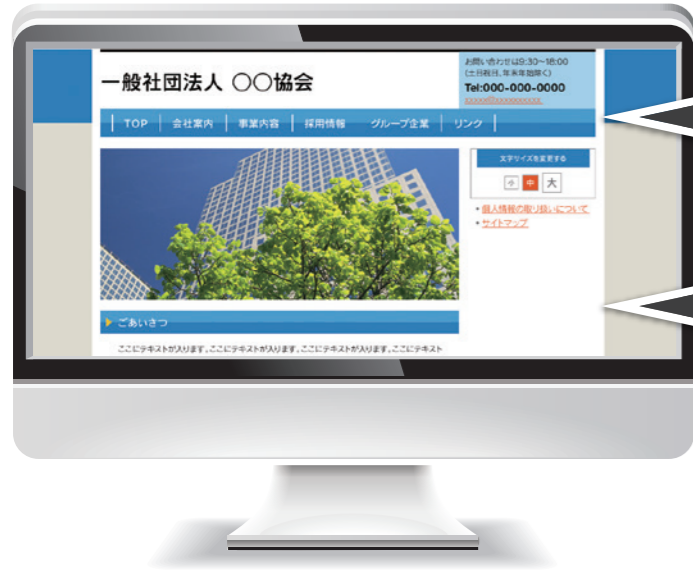 一般社団法人 〇〇協会
お問い合わせは9:30~18:00
(土日祝日、年末年始除く)
Tel:000-000-0000
TOP 会社案内 事業内容 採用情報 グループ企業 リンク
文字サイズを変更する
小 中 大
・個人情報の取り扱いについて
・サイトマップ
ごあいさつ
ここにテキストが入ります。ここにテキストが入ります。ここにテキストが入ります。ここにテキスト